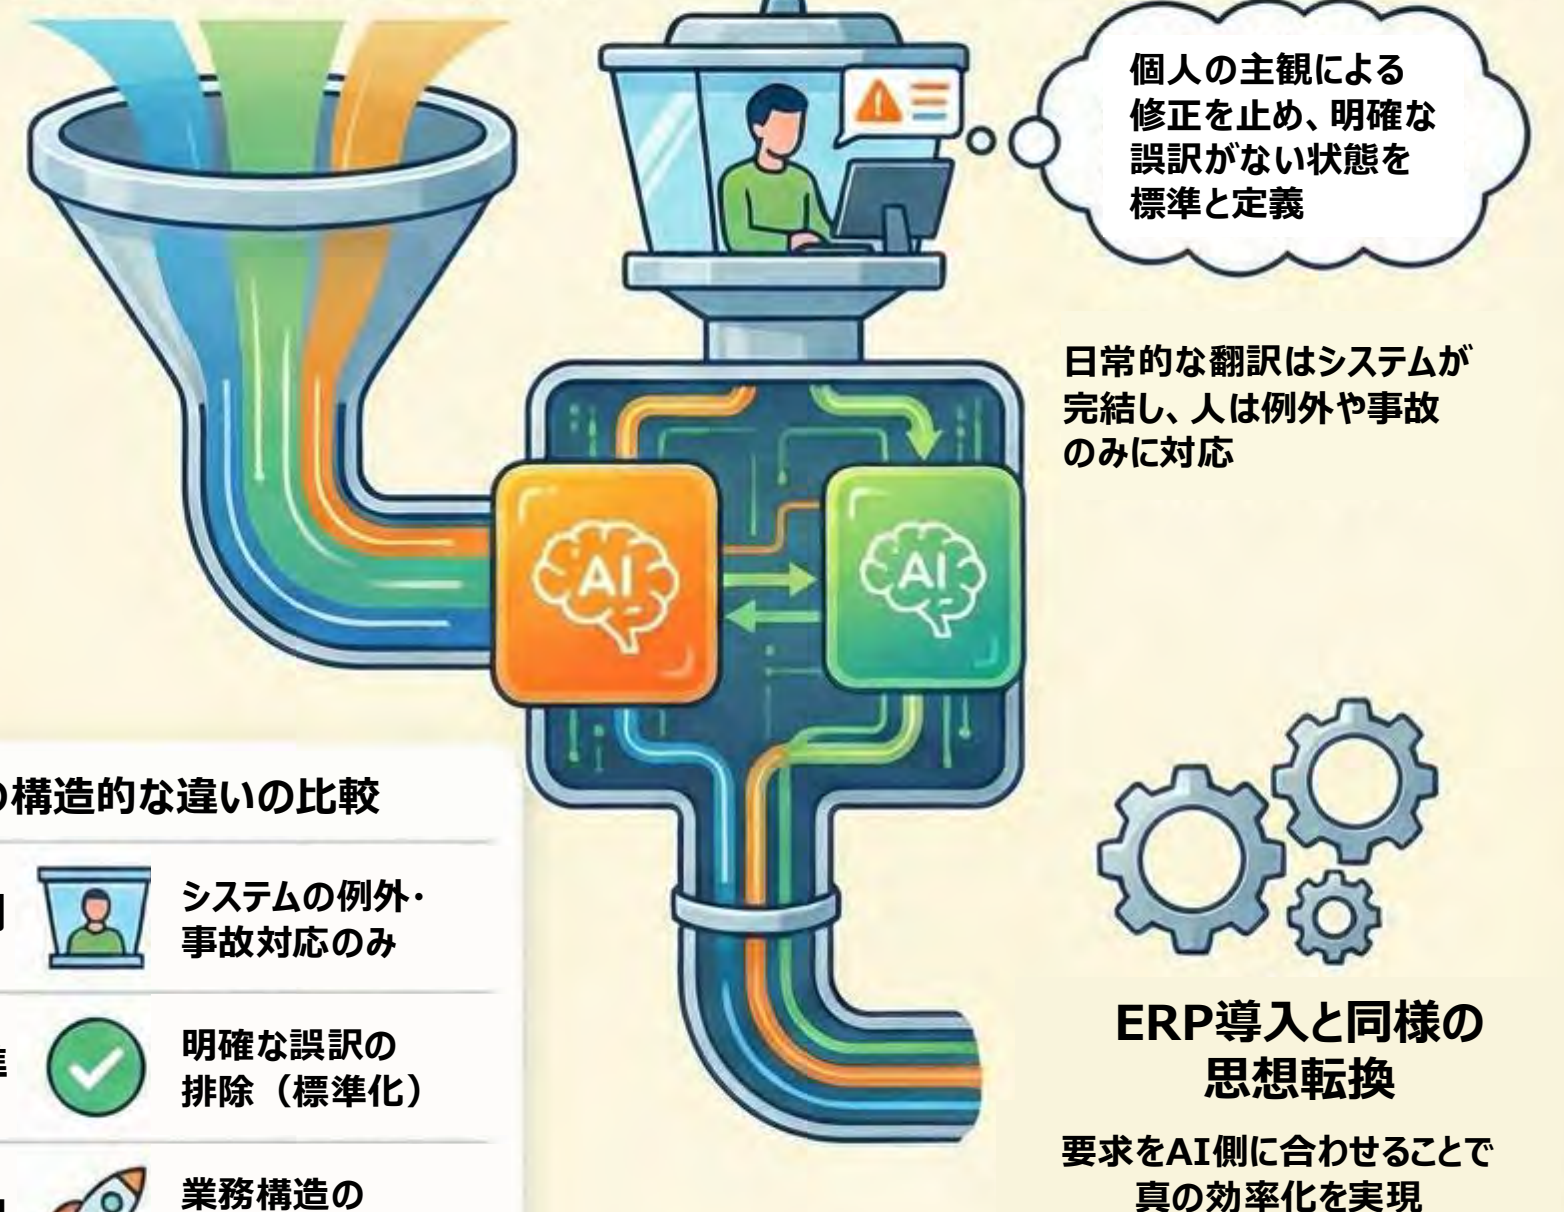 個人の主観による
修正を止め、明確な
誤訳がない状態を
標準と定義
日常的な翻訳はシステムが
完結し、人は例外や事故
のみに対応
AI
AI
の構造的な違いの比較
システムの例外・
事故対応のみ
明確な誤訳の
排除（標準化）
業務構造の
ERP導入と同様の
思想転換
要求をAI側に合わせることで
真の効率化を実現